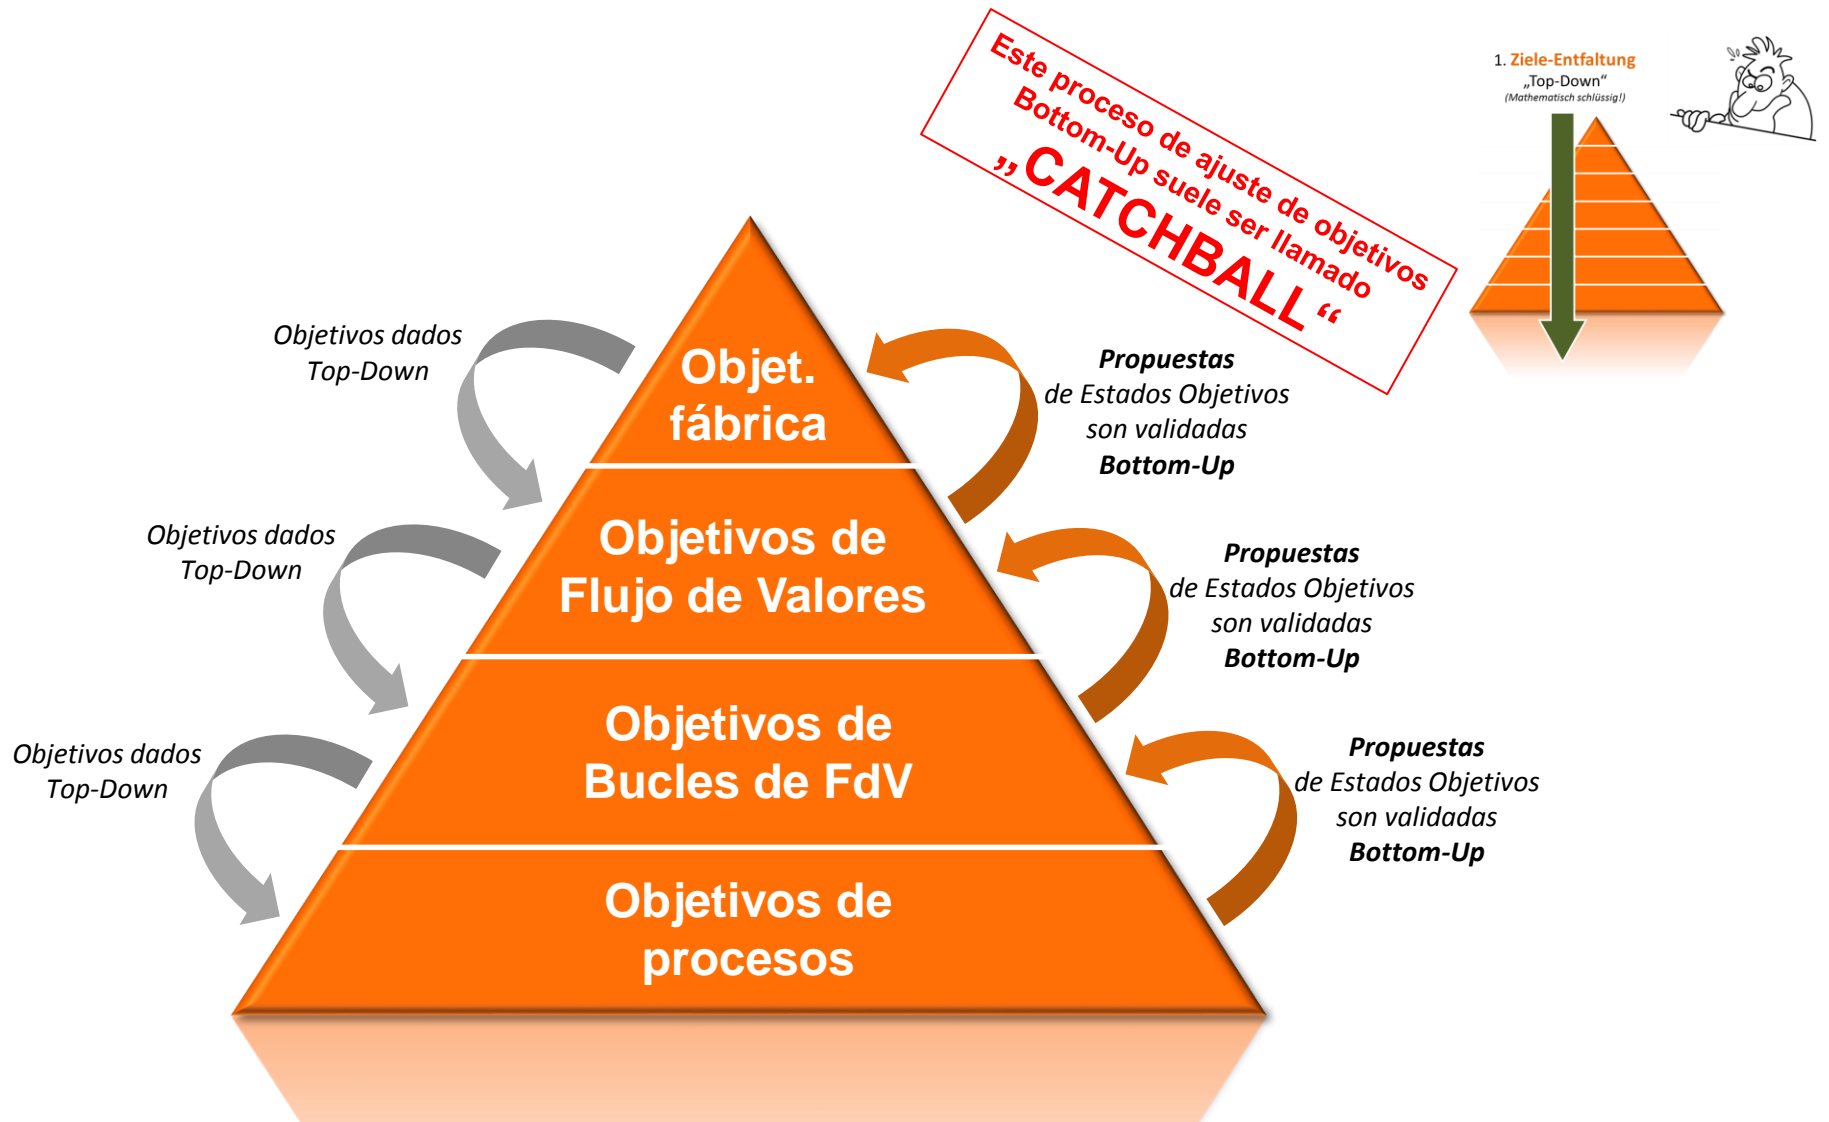 Este proceso de ajuste de objetivos
Bottom-Up suele ser llamado
„CATCHBALL“
1. Ziele-Entfaltung
„Top-Down“
(Mathematisch schlüssig!)
Objetivos dados
Top-Down
Objet.
fábrica
Propuestas
de Estados Objetivos
son validadas
Bottom-Up
Objetivos dados
Top-Down
Objetivos de
Flujo de Valores
Propuestas
de Estados Objetivos
son validadas
Bottom-Up
Objetivos dados
Top-Down
Objetivos de
Bucles de FdV
Propuestas
de Estados Objetivos
son validadas
Bottom-Up
Objetivos de
procesos